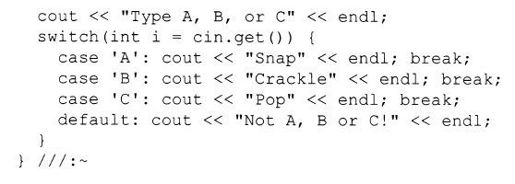 cout << "Type A, B, or C" << endl;
switch(int i = cin.get()) {
case 'A': cout << "Snap" << endl; break;
case 'B': cout << "Crackle" << endl; break;
case 'C': cout << "Pop" << endl; break;
default: cout << "Not A, B or C!" << endl;
}
} ///:~